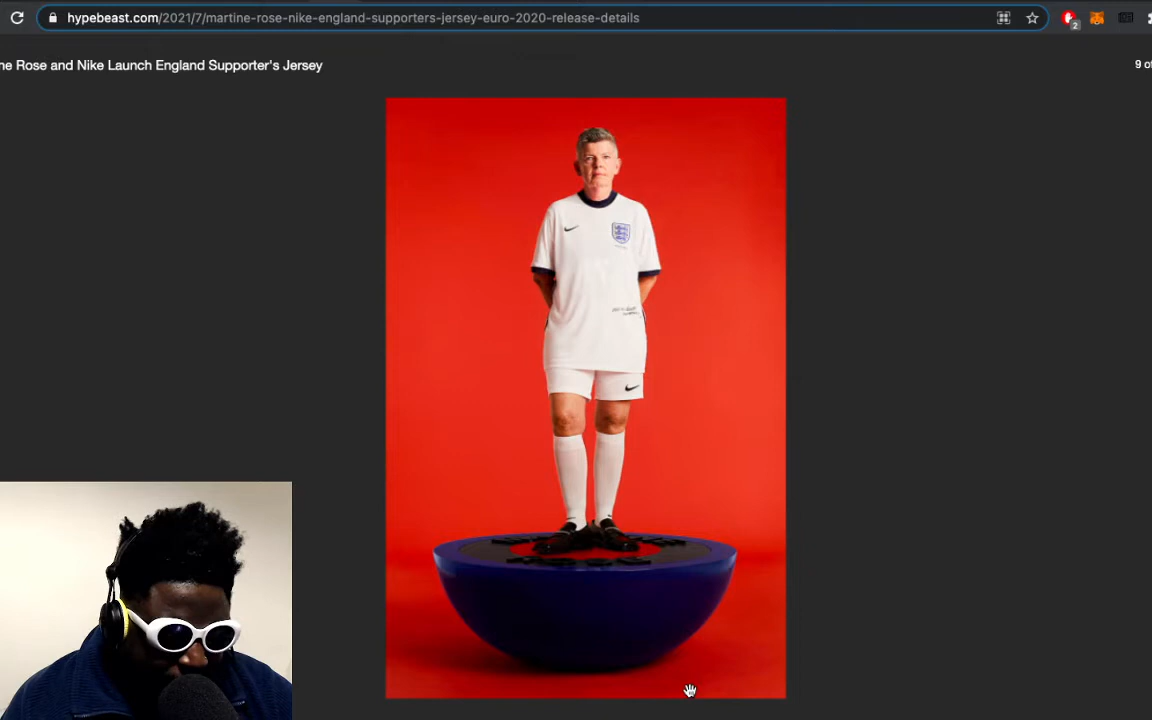 hypebeast.com/2021/7/martine-rose-nike-england-supporters-jersey-euro-2020-release-details
2
ne Rose and Nike Launch England Supporter's Jersey
9 of